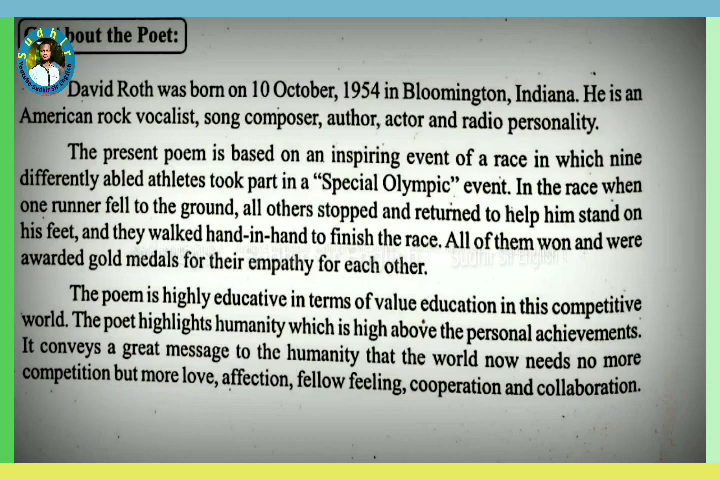 Sudhir
bout the Poet:
David Roth was born on 10 October, 1954 in Bloomington, Indiana. He is an
American rock vocalist, song composer, author, actor and radio personality.
The present poem is based on an inspiring event of a race in which nine
differently abled athletes took part in a “Special Olympic” event. In the race when
one runner fell to the ground, all others stopped and returned to help him stand on
his feet, and they walked hand-in-hand to finish the race. All of them won and were
awarded gold medals for their empathy for each other.
Sudhir Sir English
The poem is highly educative in terms of value education in this competitive
world. The poet highlights humanity which is high above the personal achievements.
It conveys a great message to the humanity that the world now needs no more
competition but more love, affection, fellow feeling, cooperation and collaboration.